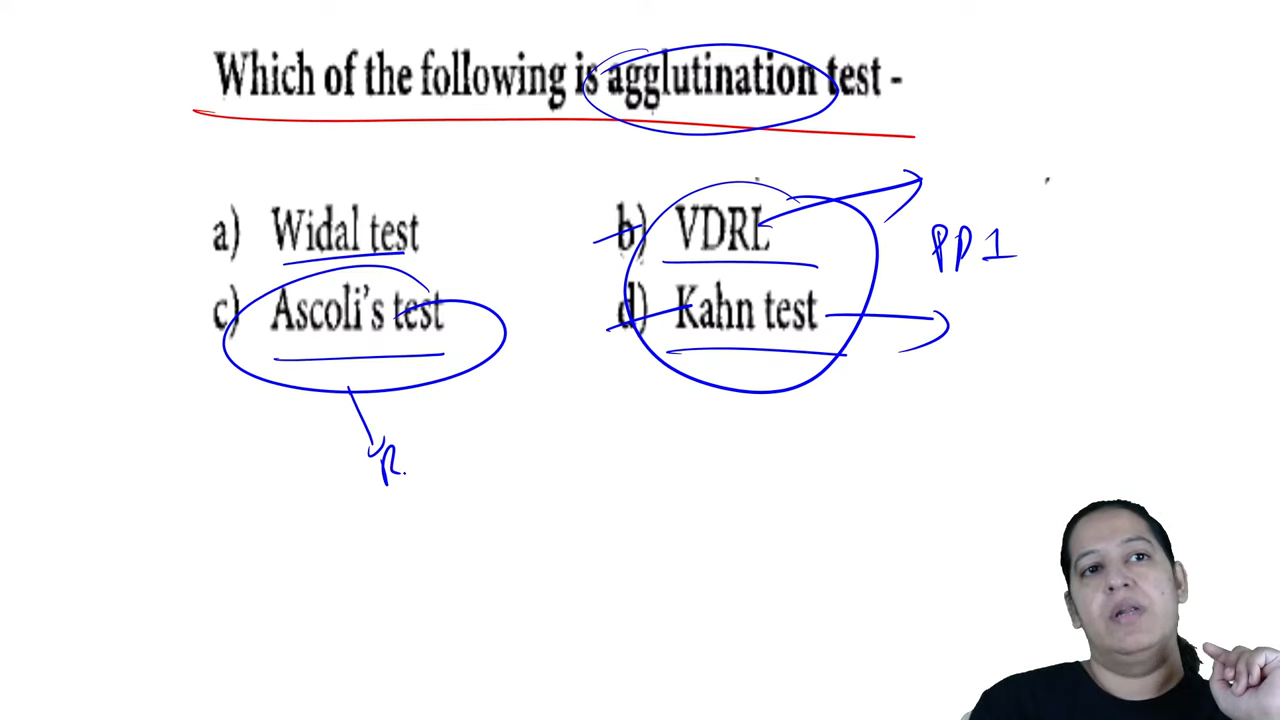 Which of the following is agglutination test -
a) Widal test
b) VDRL
PP1
c) Ascoli's test
d) Kahn test
R.